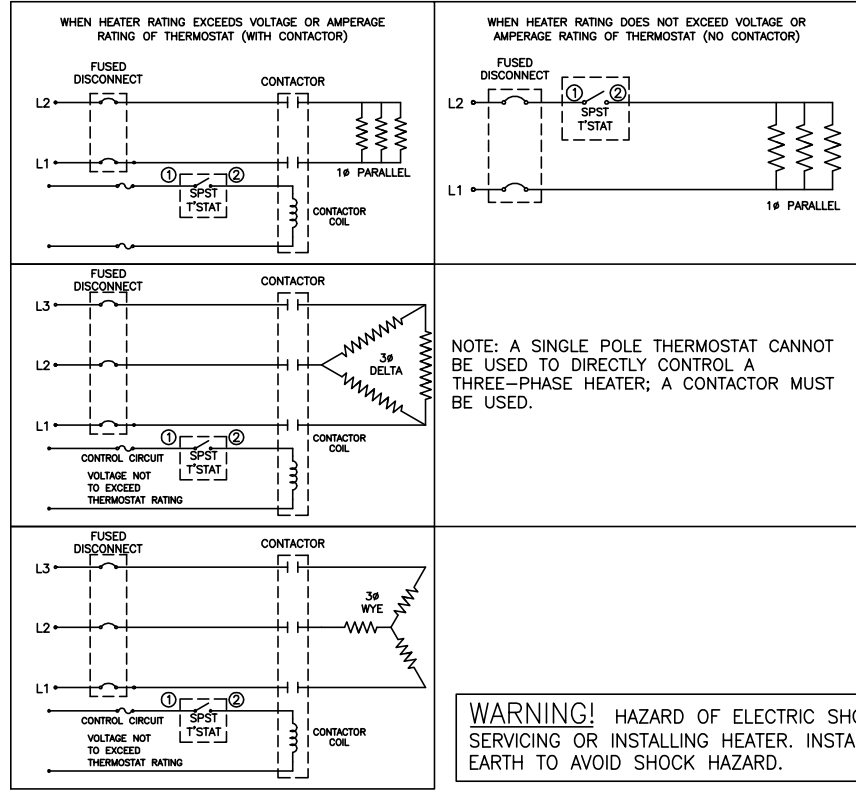 WHEN HEATER RATING EXCEEDS VOLTAGE OR AMPERAGE
RATING OF THERMOSTAT (WITH CONTACTOR)
FUSED
DISCONNECT
CONTACTOR
L2
L1
1ø PARALLEL
① ②
SPST
T'STAT
CONTACTOR
COIL
WHEN HEATER RATING DOES NOT EXCEED VOLTAGE OR
AMPERAGE RATING OF THERMOSTAT (NO CONTACTOR)
FUSED
DISCONNECT
L2
① ②
SPST
T'STAT
L1
1ø PARALLEL
FUSED
DISCONNECT
CONTACTOR
L3
L2
3ø
DELTA
L1
① ②
CONTROL CIRCUIT
SPST
T'STAT
CONTACTOR
COIL
VOLTAGE NOT
TO EXCEED
THERMOSTAT RATING
NOTE: A SINGLE POLE THERMOSTAT CANNOT
BE USED TO DIRECTLY CONTROL A
THREE-PHASE HEATER; A CONTACTOR MUST
BE USED.
FUSED
DISCONNECT
CONTACTOR
L3
3ø
WYE
L2
L1
① ②
CONTROL CIRCUIT
SPST
T'STAT
CONTACTOR
COIL
VOLTAGE NOT
TO EXCEED
THERMOSTAT RATING
WARNING! HAZARD OF ELECTRIC
SERVICING OR INSTALLING HEATER.
EARTH TO AVOID SHOCK HAZARD.